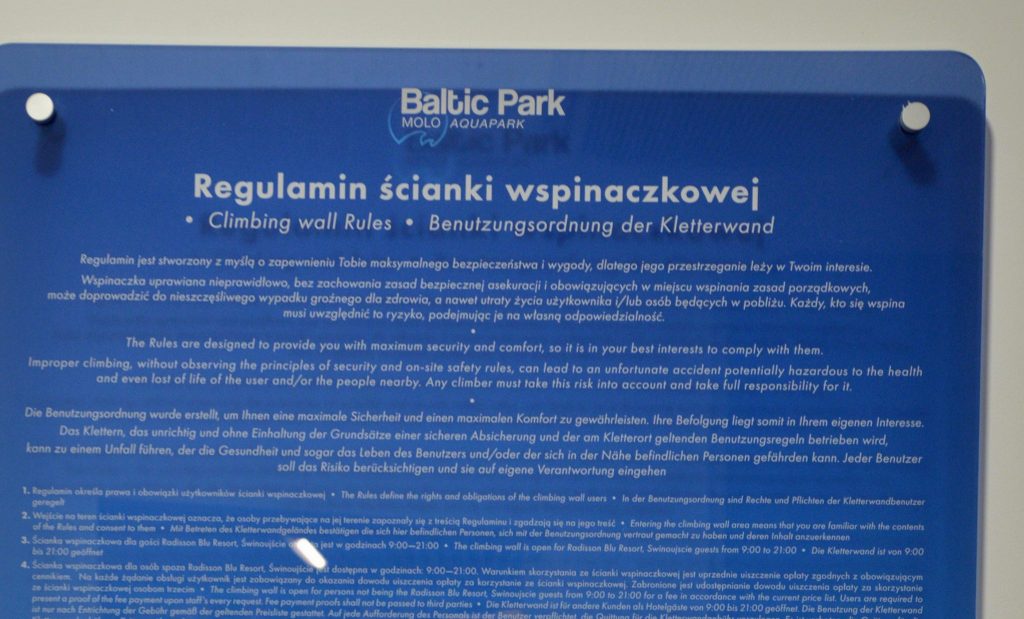 Baltic Park
MOLO AQUAPARK
Regulamin ścianki wspinaczkowej
• Climbing wall Rules • Benutzungsordnung der Kletterwand
Regulamin jest stworzony z myślą o zapewnieniu Tobie maksymalnego bezpieczeństwa i wygody, dlatego jego przestrzeganie leży w Twoim interesie.
Wspinaczka uprawiana nieprawidłowo, bez zachowania zasad bezpiecznej asekuracji i obowiązujących w miejscu wspinania zasad porządkowych,
może doprowadzić do nieszczęśliwego wypadku groźnego dla zdrowia, a nawet utraty życia użytkownika i/lub osób będących w pobliżu. Każdy, kto się wspina
musi uwzględnić to ryzyko, podejmując je na własną odpowiedzialność.
•
The Rules are designed to provide you with maximum security and comfort, so it is in your best interests to comply with them.
Improper climbing, without observing the principles of security and on-site safety rules, can lead to an unfortunate accident potentially hazardous to the health
and even lost of life of the user and/or the people nearby. Any climber must take this risk into account and take full responsibility for it.
•
Die Benutzungsordnung wurde erstellt, um Ihnen eine maximale Sicherheit und einen maximalen Komfort zu gewährleisten. Ihre Befolgung liegt somit in Ihrem eigenen Interesse.
Das Klettern, das unrichtig und ohne Einhaltung der Grundsätze einer sicheren Absicherung und der am Kletterort geltenden Benutzungsregeln betrieben wird,
kann zu einem Unfall führen, der die Gesundheit und sogar das Leben des Benutzers und/oder der sich in der Nähe befindlichen Personen gefährden kann. Jeder Benutzer
soll das Risiko berücksichtigen und sie auf eigene Verantwortung eingehen
1. Regulamin określa prawa i obowiązki użytkowników ścianki wspinaczkowej • The Rules define the rights and obligations of the climbing wall users • In der Benutzungsordnung sind Rechte und Pflichten der Kletterwandbenutzer
geregelt
2. Wejście na teren ścianki wspinaczkowej oznacza, że osoby przebywające na jej terenie zapoznały się z treścią Regulaminu i zgadzają się na jego treść • Entering the climbing wall area means that you are familiar with the contents
of the Rules and consent to them • Mit Betreten des Kletterwandgeländes bestätigen die sich hier befindlichen Personen, sich mit der Benutzungsordnung vertraut gemacht zu haben und deren Inhalt anzuerkennen
3. Ścianka wspinaczkowa dla gości Radisson Blu Resort, Świnoujście jest w godzinach 9:00—21:00 • The climbing wall is open for Radisson Blu Resort, Swinoujscie guests from 9:00 to 21:00 • Die Kletterwand ist von 9:00
bis 21:00 geöffnet
4. Ścianka wspinaczkowa dla osób spoza Radisson Blu Resort, Świnoujście jest dostępna w godzinach: 9:00—21:00. Warunkiem skorzystania ze ścianki wspinaczkowej jest uprzednie uiszczenie opłaty zgodnych z obowiązującym
cennikiem. Na każde żądanie obsługi użytkownik jest zobowiązany do okazania dowodu uiszczenia opłaty za korzystanie ze ścianki wspinaczkowej. Zabronione jest udostępnianie dowodu uiszczenia opłaty za skorzystanie
ze ścianki wspinaczkowej osobom trzecim • The climbing wall is open for persons not being the Radisson Blu Resort, Swinoujscie guests from 9:00 to 21:00 for a fee in accordance with the current price list. Users are required to
present a proof of the fee payment upon staff's every request. Fee payment proofs shall not be passed to third parties • Die Kletterwand ist für andere Kunden als Hotelgäste von 9:00 bis 21:00 geöffnet. Die Benutzung der Kletterwand
ist nur nach Entrichtung der Gebühr gemäß der geltenden Preisliste gestattet. Auf jede Aufforderung des Personals ist der Benutzer verpflichtet, die Quittung für die